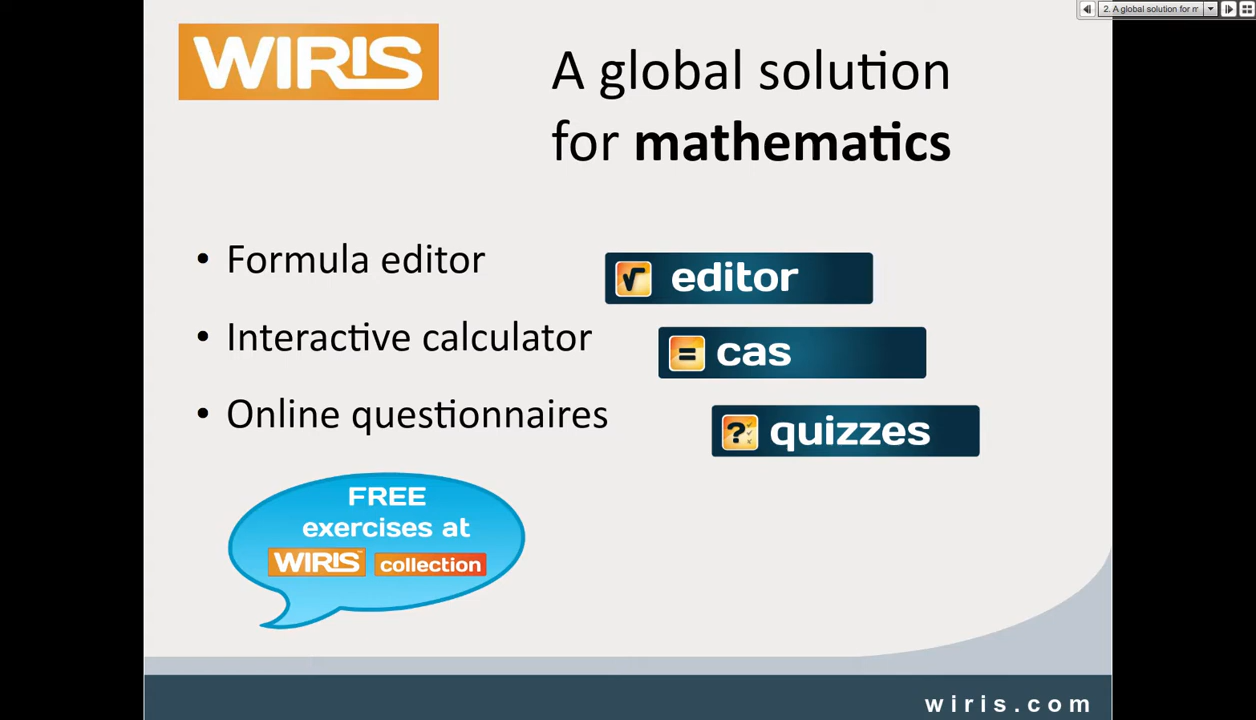 2. A global solution for m
WIRIS
A global solution
for mathematics
• Formula editor
editor
• Interactive calculator
= cas
• Online questionnaires
? quizzes
FREE
exercises at
WIRIS™ collection
wiris.com